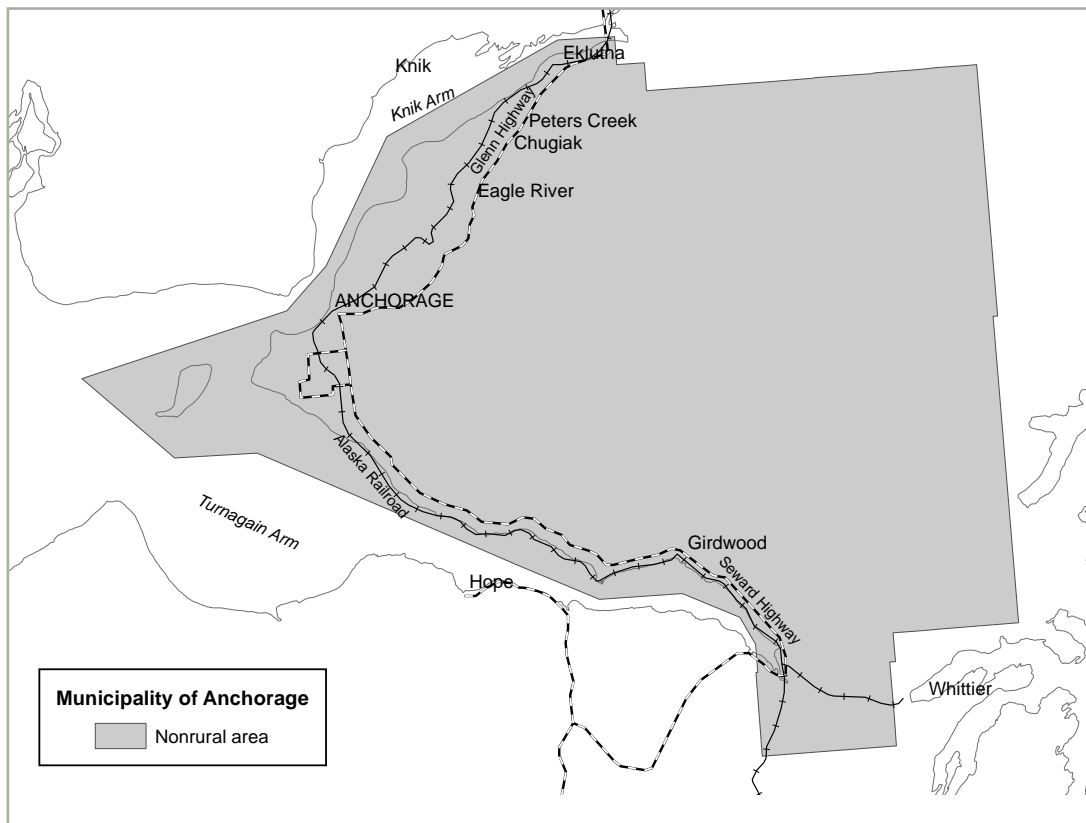 Eklutna
Knik
Knik Arm
Glenn Highway
Peters Creek
Chugiak
Eagle River
ANCHORAGE
Alaska Railroad
Turnagain Arm
Girdwood
Seward Highway
Hope
Whittier
Municipality of Anchorage
Nonrural area